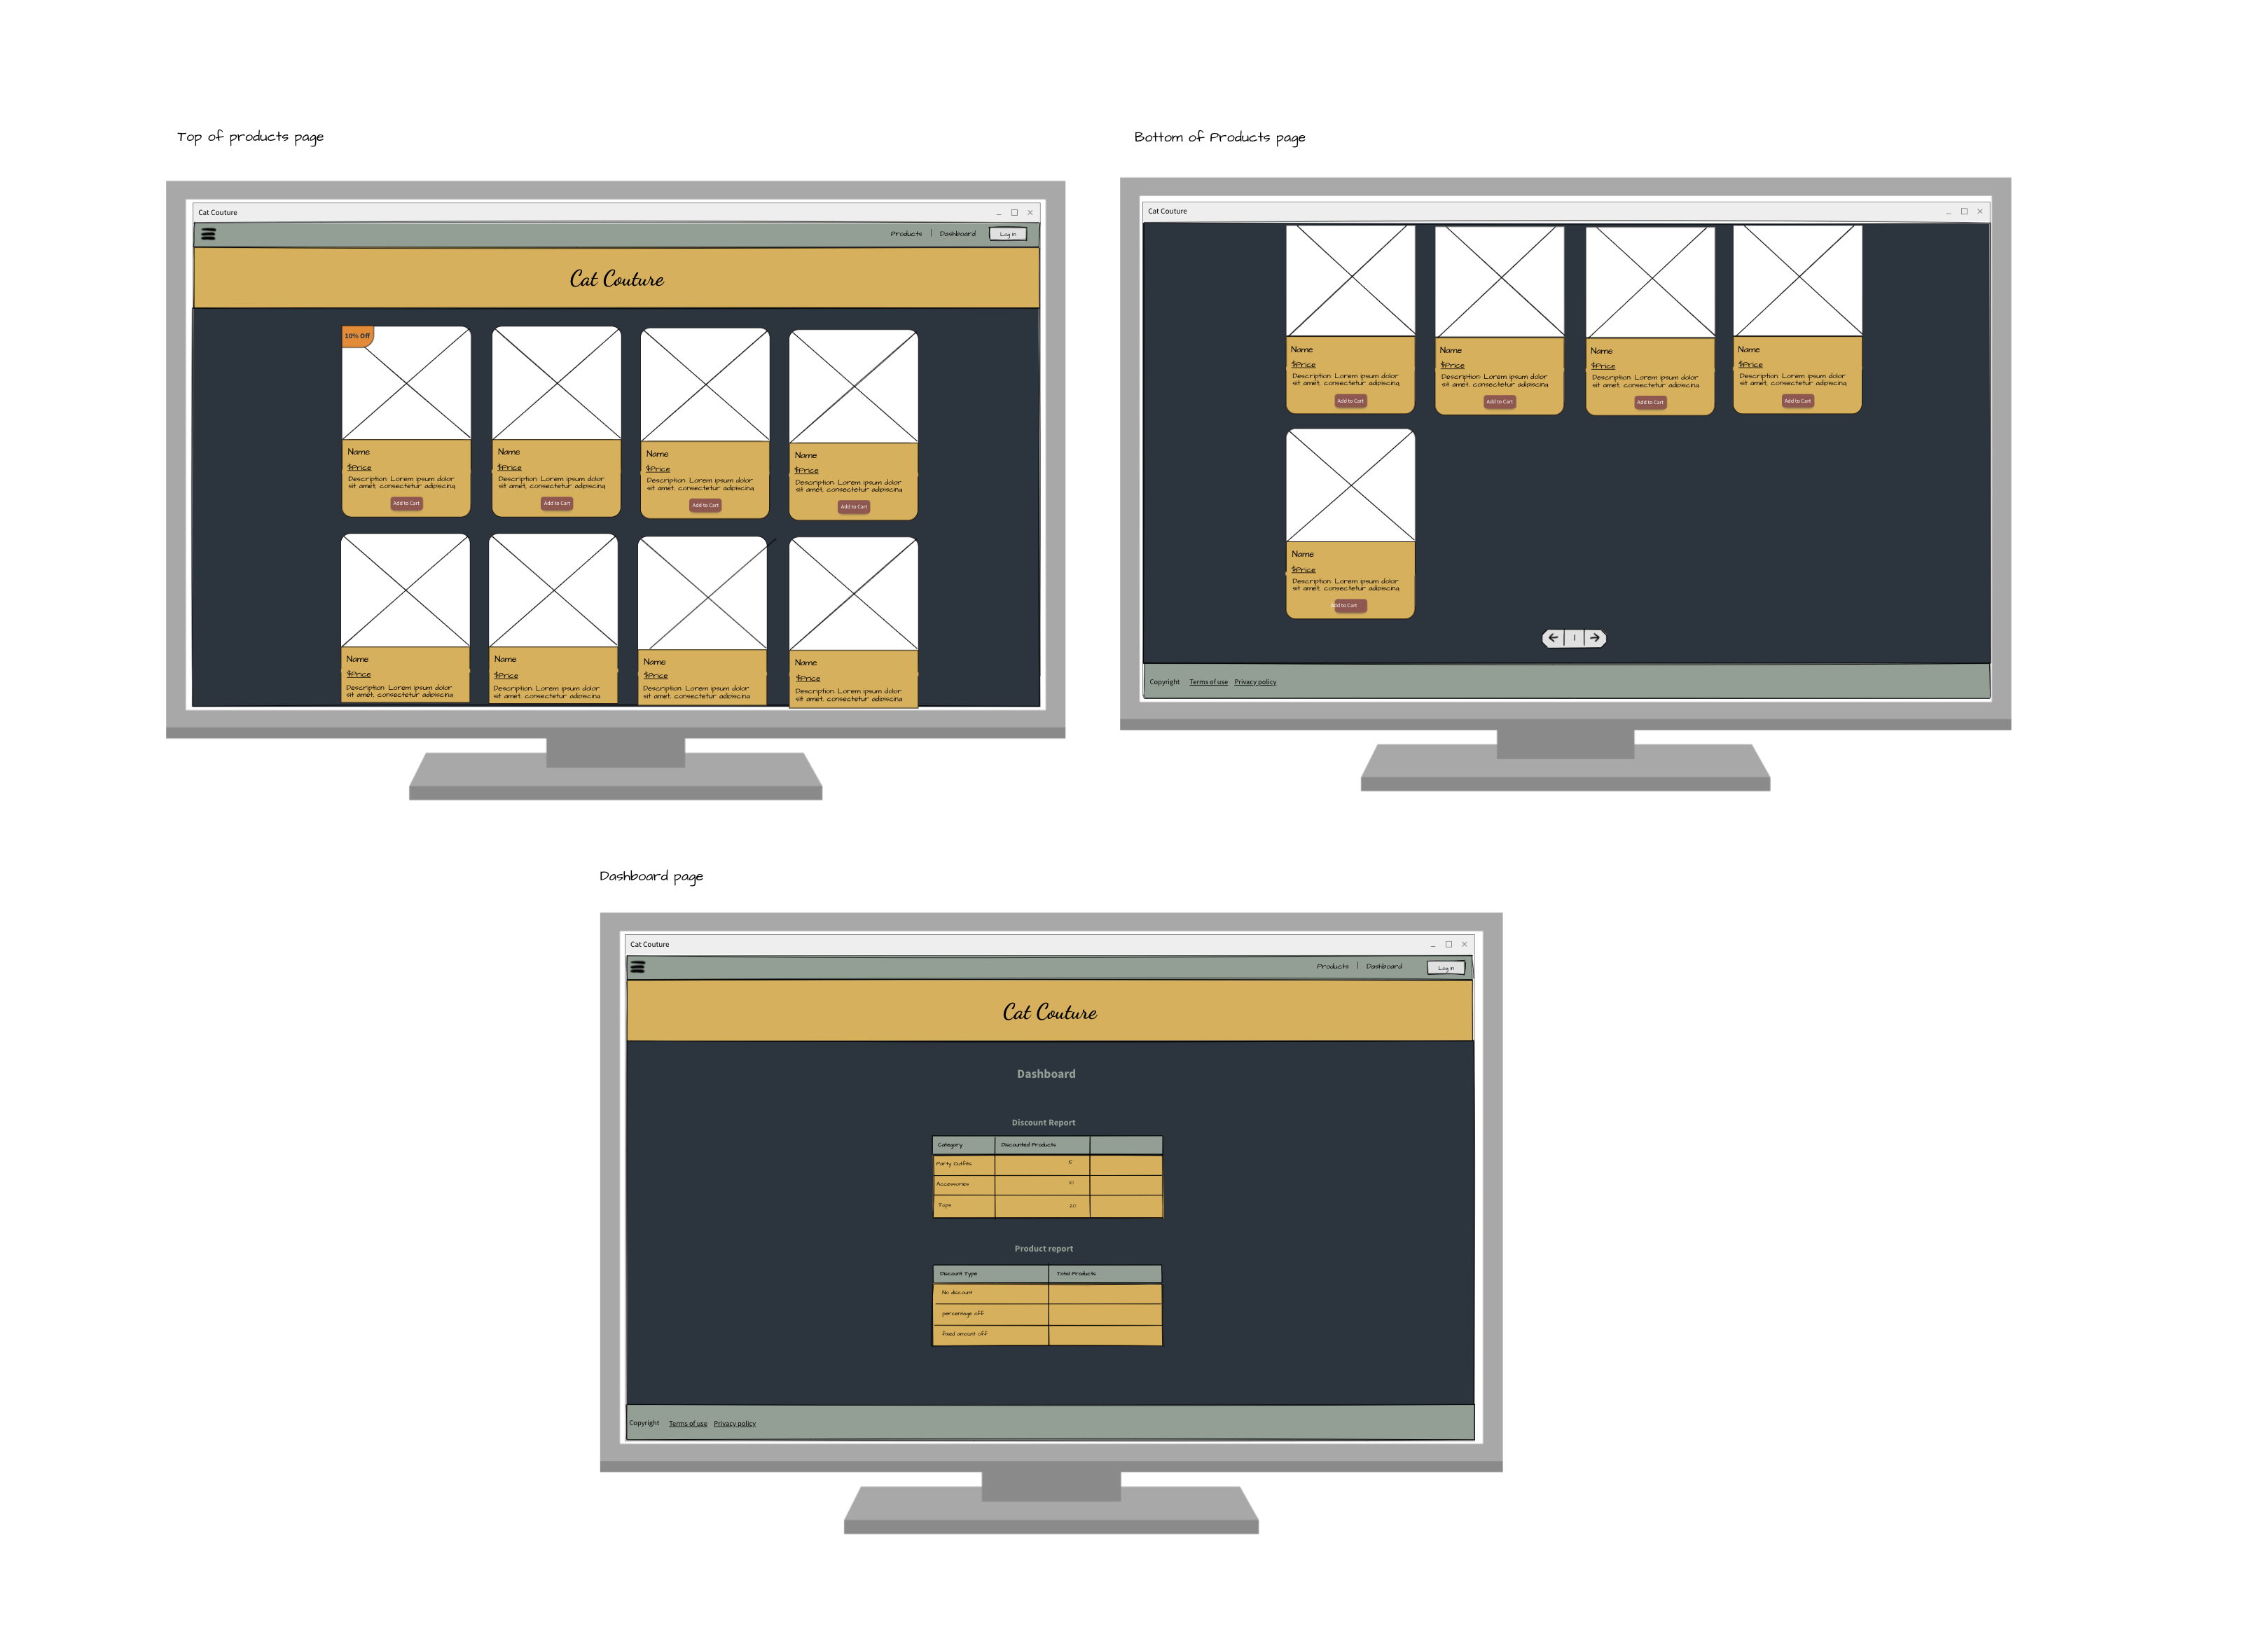 Top of products page
Cat Couture
Products | Dashboard Log in
Cat Couture
10% Off
Name Name Name Name
$Price $Price $Price $Price
Description: Lorem ipsum dolor Description: Lorem ipsum dolor Description: Lorem ipsum dolor Description: Lorem ipsum dolor
sit amet, consectetur adipiscing sit amet, consectetur adipiscing sit amet, consectetur adipiscing sit amet, consectetur adipiscing
Add to Cart Add to Cart Add to Cart Add to Cart
Name Name Name Name
$Price $Price $Price $Price
Description: Lorem ipsum dolor Description: Lorem ipsum dolor Description: Lorem ipsum dolor Description: Lorem ipsum dolor
sit amet, consectetur adipiscing sit amet, consectetur adipiscing sit amet, consectetur adipiscing sit amet, consectetur adipiscing
Bottom of Products page
Cat Couture
Name Name Name Name
$Price $Price $Price $Price
Description: Lorem ipsum dolor Description: Lorem ipsum dolor Description: Lorem ipsum dolor Description: Lorem ipsum dolor
sit amet, consectetur adipiscing sit amet, consectetur adipiscing sit amet, consectetur adipiscing sit amet, consectetur adipiscing
Add to Cart Add to Cart Add to Cart Add to Cart
Name
$Price
Description: Lorem ipsum dolor
sit amet, consectetur adipiscing
Add to Cart
1
Copyright Terms of use Privacy policy
Dashboard page
Cat Couture
Products | Dashboard Log in
Cat Couture
Dashboard
Discount Report
Category Discounted Products
Party Outfits 5
Accessories
Tops 20
Product report
Discount Type Total Products
No discount
percentage off
fixed amount off
Copyright Terms of use Privacy policy